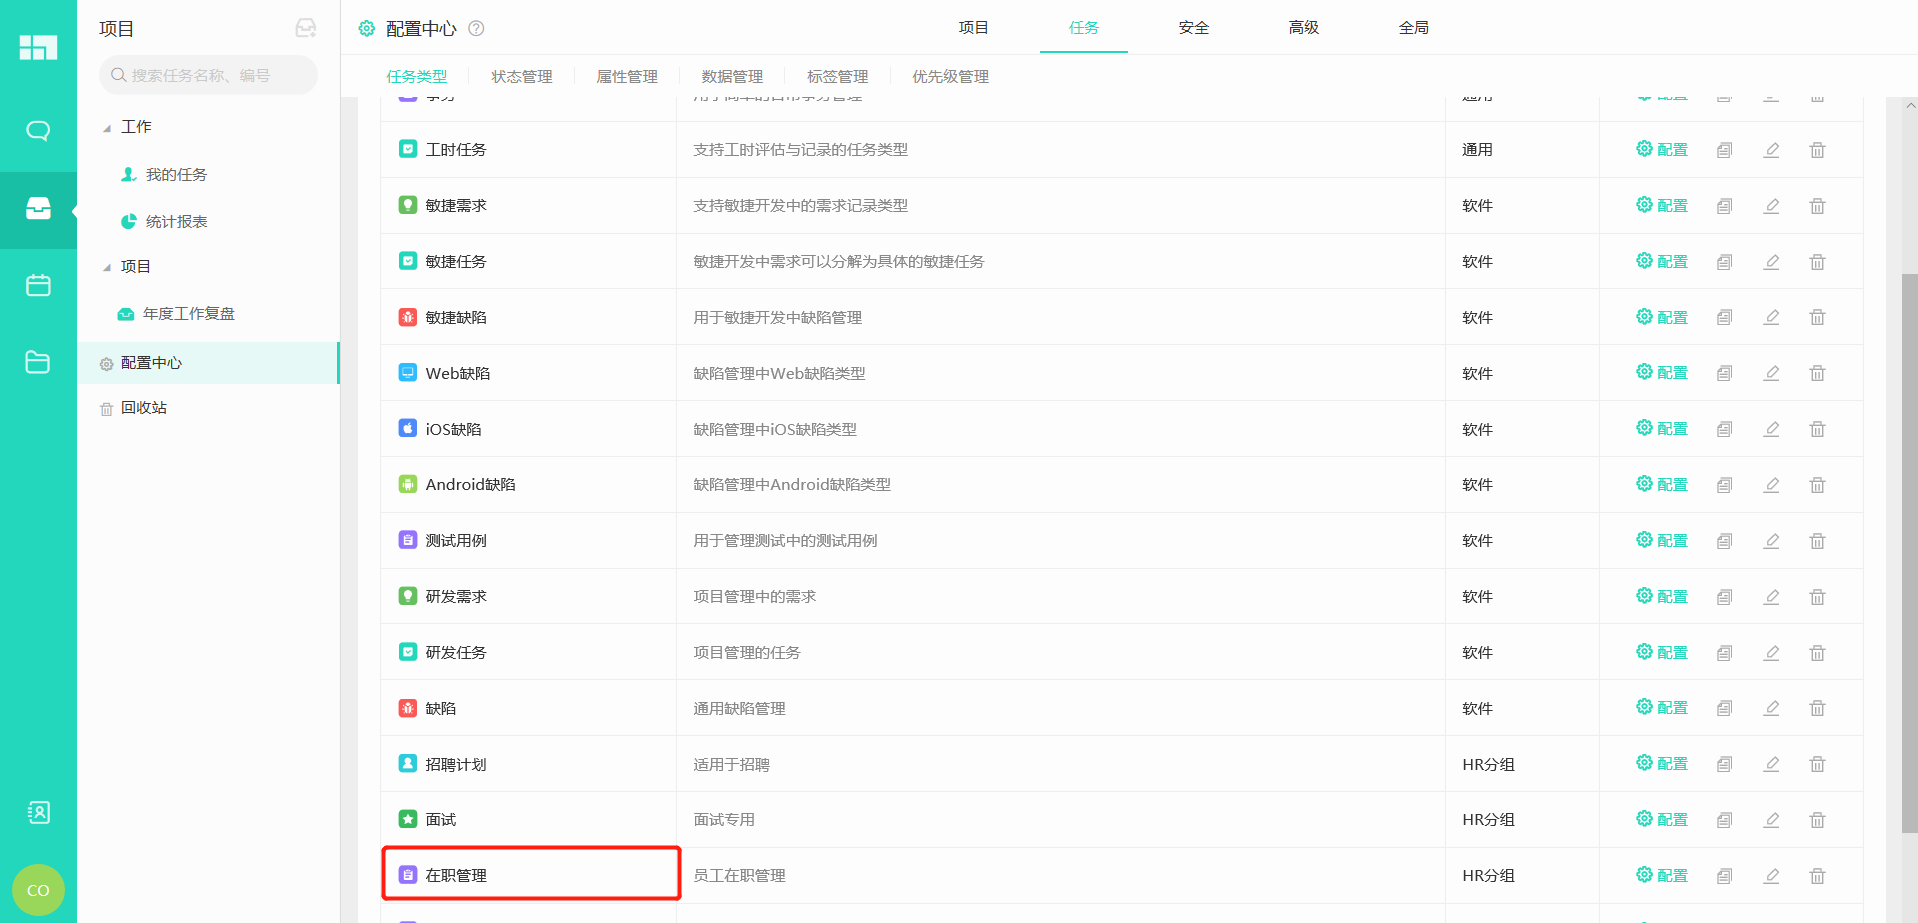 项目
搜索任务名称、编号
工作
我的任务
统计报表
项目
年度工作复盘
配置中心
回收站
CO
配置中心 ?
项目 任务 安全 高级 全局
任务类型 状态管理 属性管理 数据管理 标签管理 优先级管理
事务 用于简单的日常事务管理 通用 配置
工时任务 支持工时评估与记录的任务类型 通用 配置
敏捷需求 支持敏捷开发中的需求记录类型 软件 配置
敏捷任务 敏捷开发中需求可以分解为具体的敏捷任务 软件 配置
敏捷缺陷 用于敏捷开发中缺陷管理 软件 配置
Web缺陷 缺陷管理中Web缺陷类型 软件 配置
iOS缺陷 缺陷管理中iOS缺陷类型 软件 配置
Android缺陷 缺陷管理中Android缺陷类型 软件 配置
测试用例 用于管理测试中的测试用例 软件 配置
研发需求 项目管理中的需求 软件 配置
研发任务 项目管理的任务 软件 配置
缺陷 通用缺陷管理 软件 配置
招聘计划 适用于招聘 HR分组 配置
面试 面试专用 HR分组 配置
在职管理 员工在职管理 HR分组 配置